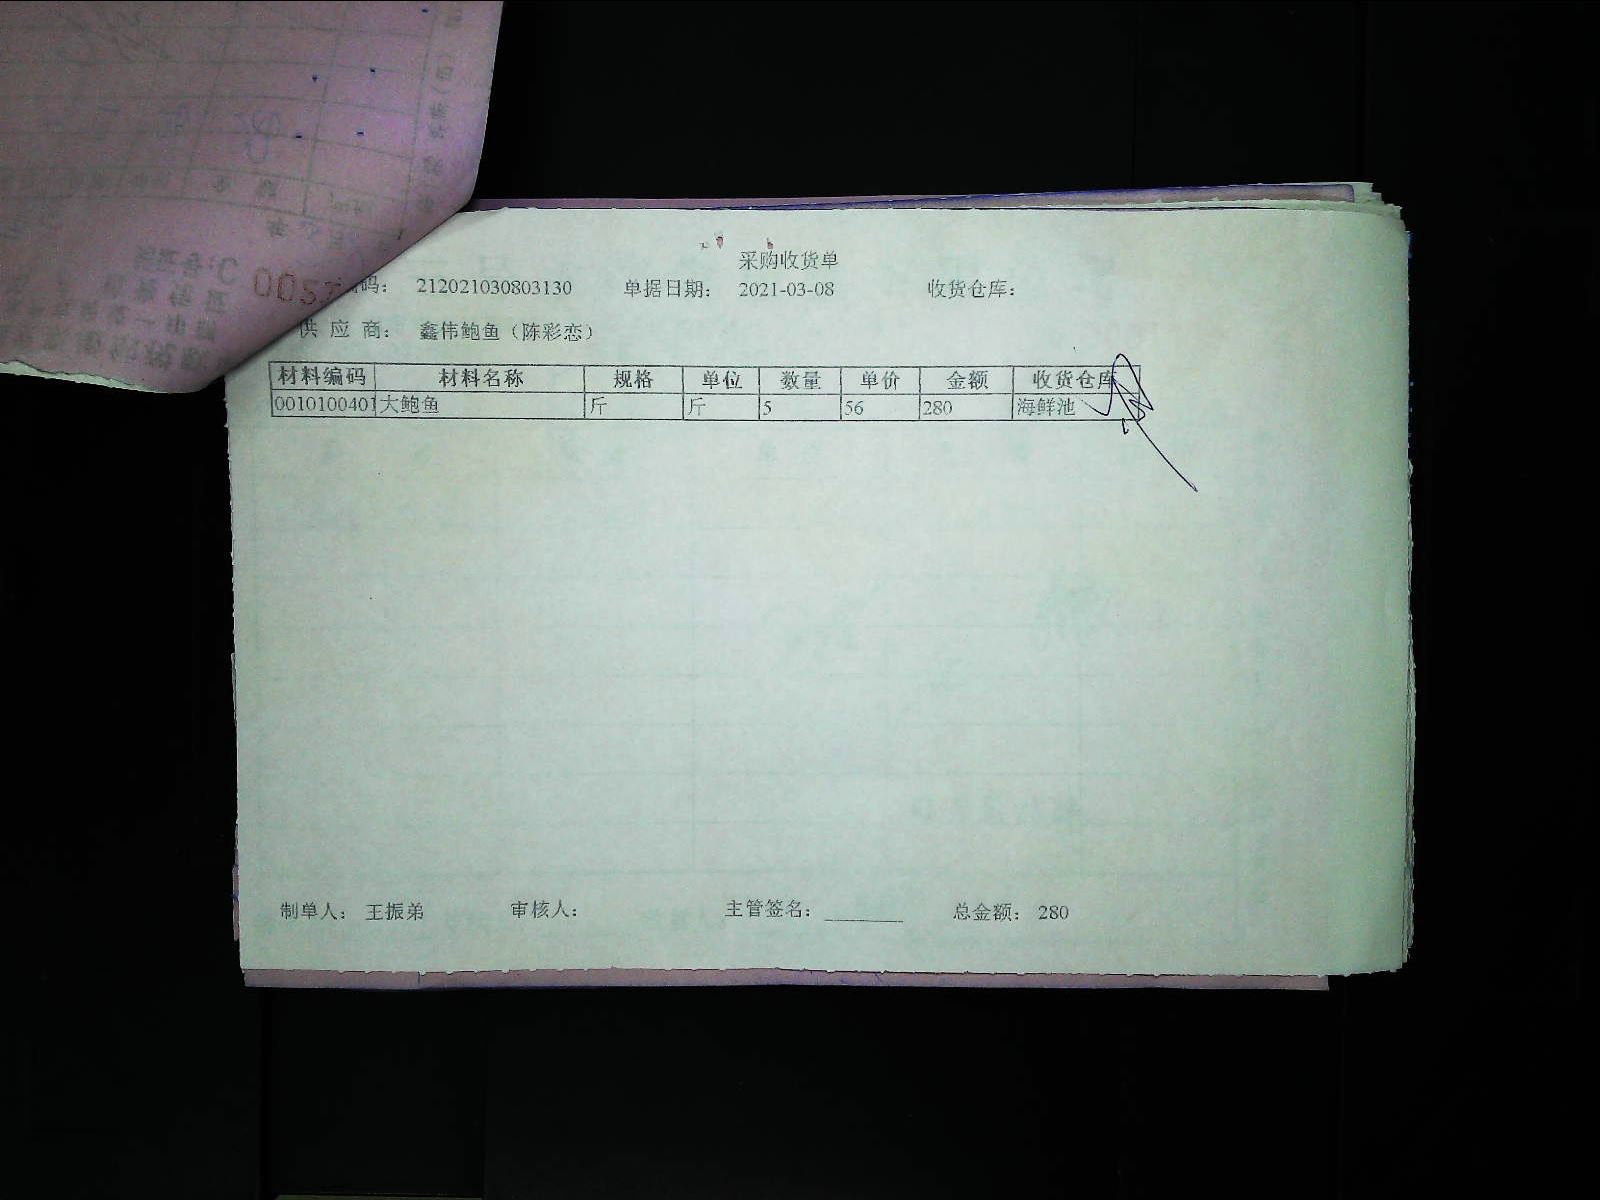 采购收货单
码： 212021030803130 单据日期： 2021-03-08 收货仓库：
供 应 商： 鑫伟鲍鱼（陈彩恋）
材料编码 材料名称 规格 单位 数量 单价 金额 收货仓库
0010100401 大鲍鱼 斤 斤 5 56 280 海鲜池
制单人： 王振弟 审核人： 主管签名： ________ 总金额： 280